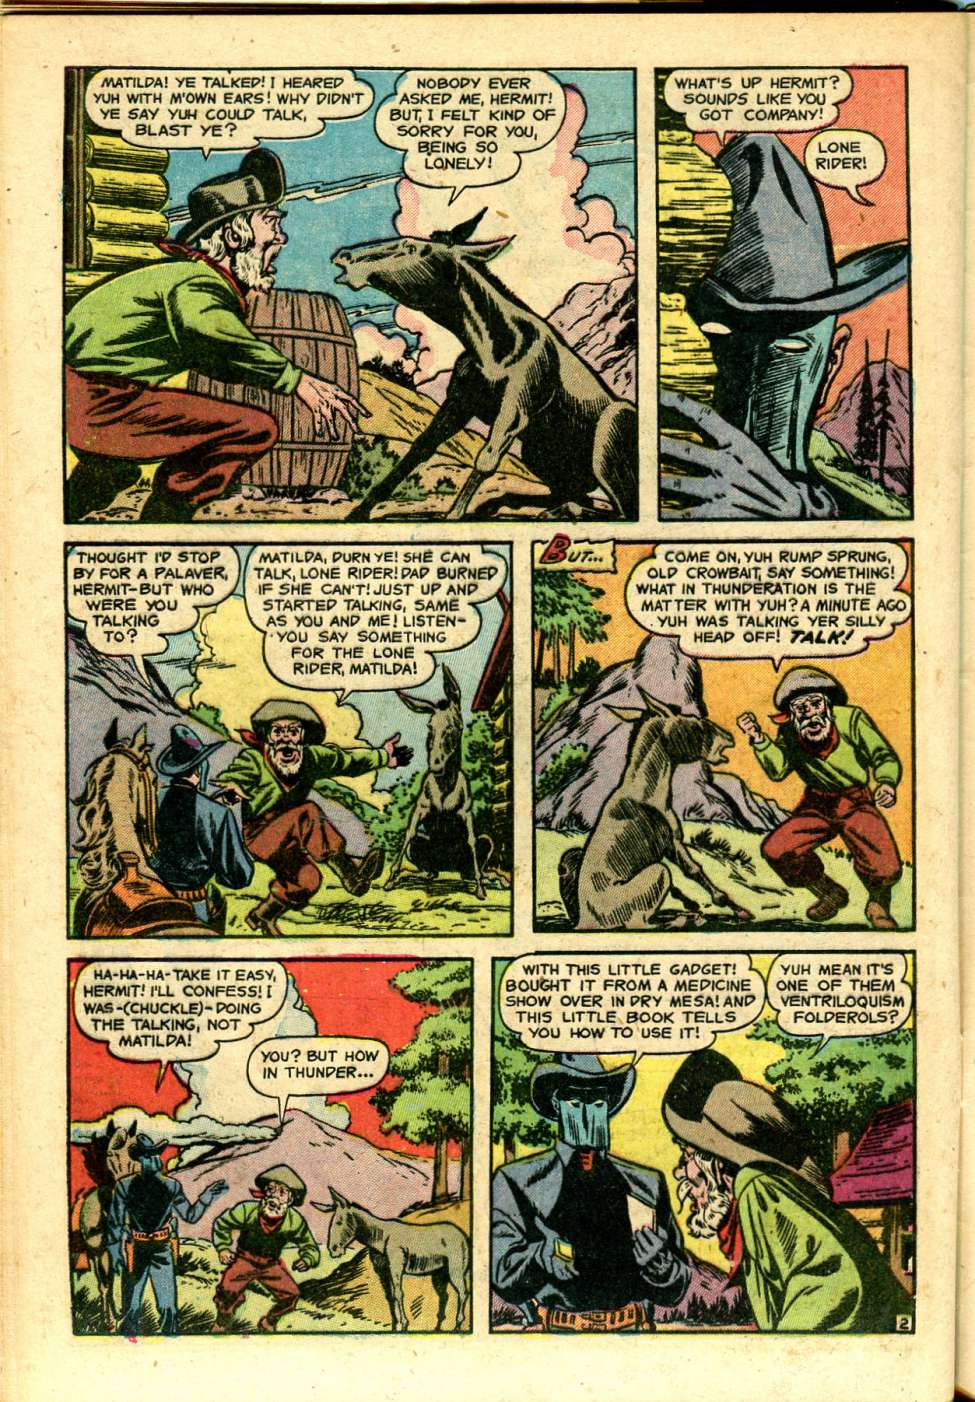 MATILDA! YE TALKED! I HEARED
YUH WITH M'OWN EARS! WHY DIDN'T
YE SAY YUH COULD TALK,
BLAST YE?
NOBODY EVER
ASKED ME, HERMIT!
BUT, I FELT KIND OF
SORRY FOR YOU,
BEING SO
LONELY!
WHAT'S UP HERMIT?
SOUNDS LIKE YOU
GOT COMPANY!
LONE
RIDER!
THOUGHT I'D STOP
BY FOR A PALAVER,
HERMIT-BUT WHO
WERE YOU
TALKING
TO?
MATILDA, DURN YE! SHE CAN
TALK, LONE RIDER! DAD BURNED
IF SHE CAN'T! JUST UP AND
STARTED TALKING, SAME
AS YOU AND ME! LISTEN-
YOU SAY SOMETHING
FOR THE LONE
RIDER, MATILDA!
BUT...
COME ON, YUH RUMP SPRUNG,
OLD CROWBAIT, SAY SOMETHING!
WHAT IN THUNDERATION IS THE
MATTER WITH YUH? A MINUTE AGO
YUH WAS TALKING YER SILLY
HEAD OFF! TALK!
HA-HA-HA-TAKE IT EASY,
HERMIT! I'LL CONFESS! I
WAS-(CHUCKLE)-DOING
THE TALKING, NOT
MATILDA!
YOU? BUT HOW
IN THUNDER...
WITH THIS LITTLE GADGET!
BOUGHT IT FROM A MEDICINE
SHOW OVER IN DRY MESA! AND
THIS LITTLE BOOK TELLS
YOU HOW TO USE IT!
YUH MEAN IT'S
ONE OF THEM
VENTRILOQUISM
FOLDEROLS?
2